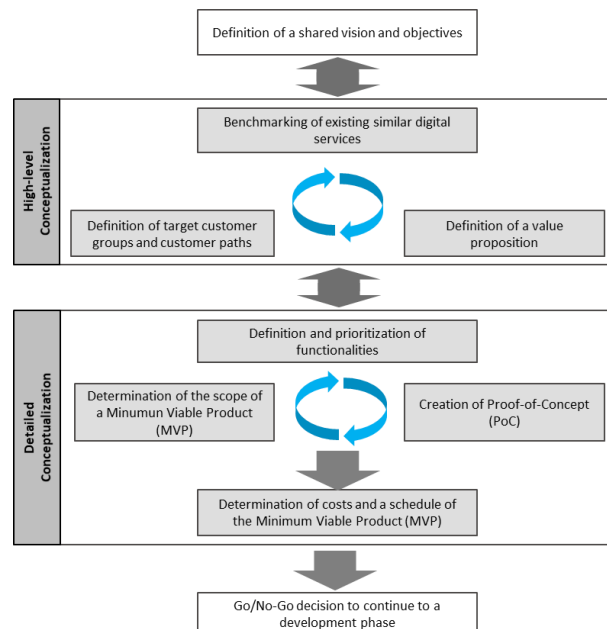 Definition of a shared vision and objectives
High-level
Conceptualization
Benchmarking of existing similar digital
services
Definition of target customer
groups and customer paths
Definition of a value
proposition
Detailed
Conceptualization
Definition and prioritization of
functionalities
Determination of the scope of
a Minumun Viable Product
(MVP)
Creation of Proof-of-Concept
(PoC)
Determination of costs and a schedule of
the Minimum Viable Product (MVP)
Go/No-Go decision to continue to a
development phase